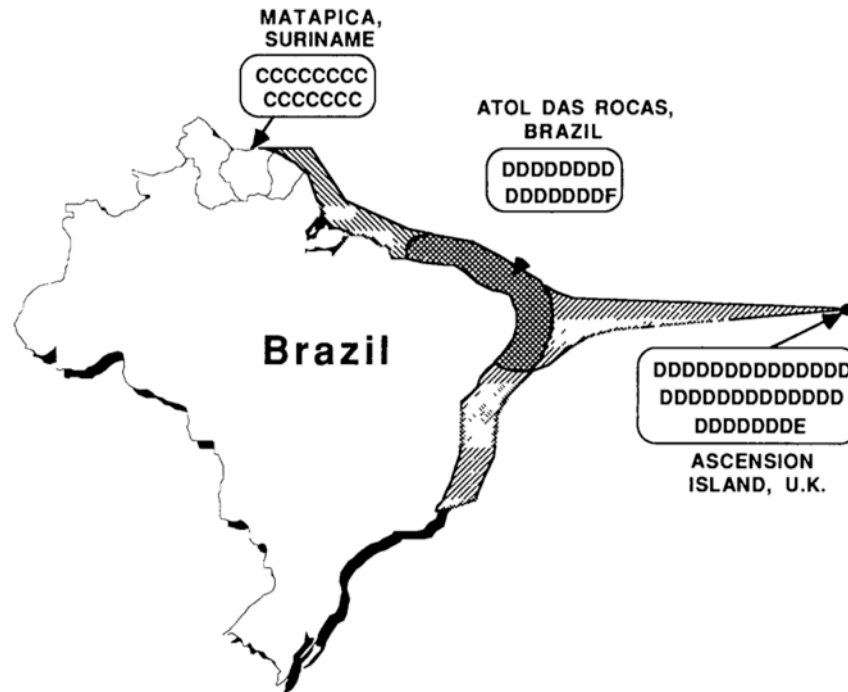 MATAPICA,
SURINAME
CCCCCCCC
CCCCCCC
ATOL DAS ROCAS,
BRAZIL
DDDDDDDD
DDDDDDDF
Brazil
DDDDDDDDDDDDDD
DDDDDDDDDDDDD
DDDDDDDE
ASCENSION
ISLAND, U.K.